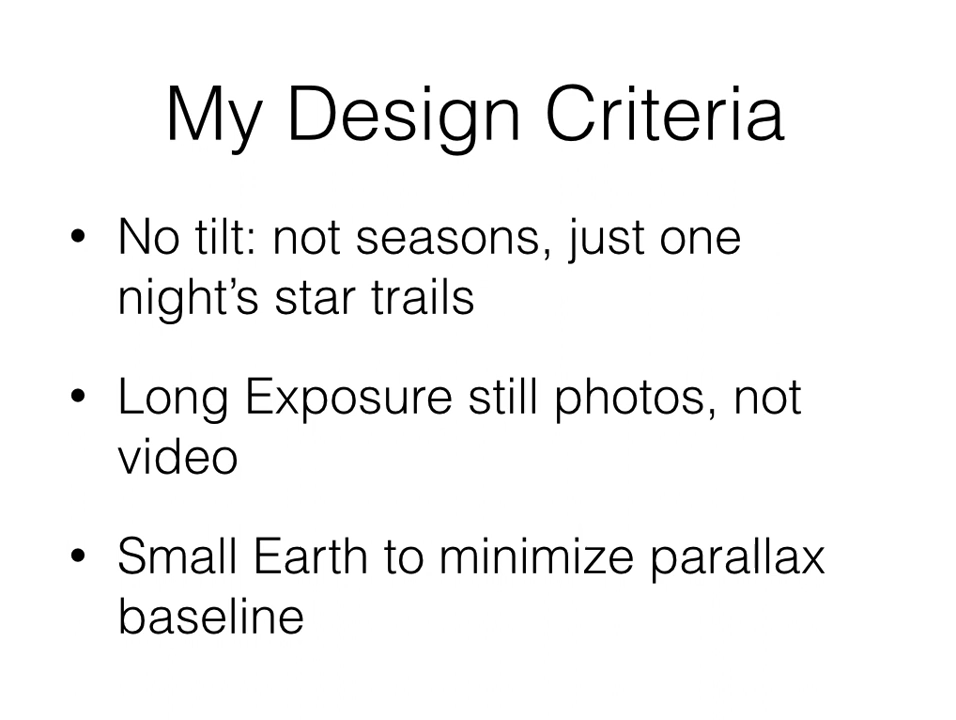 My Design Criteria
• No tilt: not seasons, just one
night’s star trails
• Long Exposure still photos, not
video
• Small Earth to minimize parallax
baseline